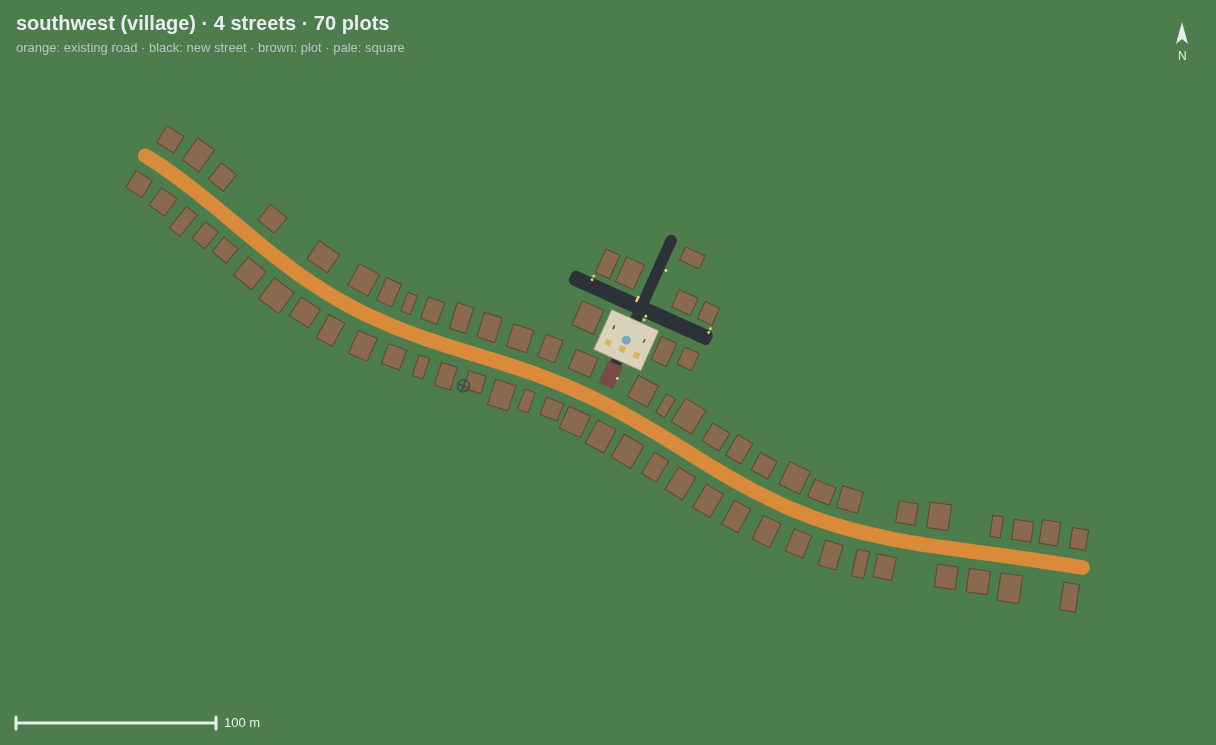 southwest (village) · 4 streets · 70 plots
orange: existing road · black: new street · brown: plot · pale: square
N
100 m